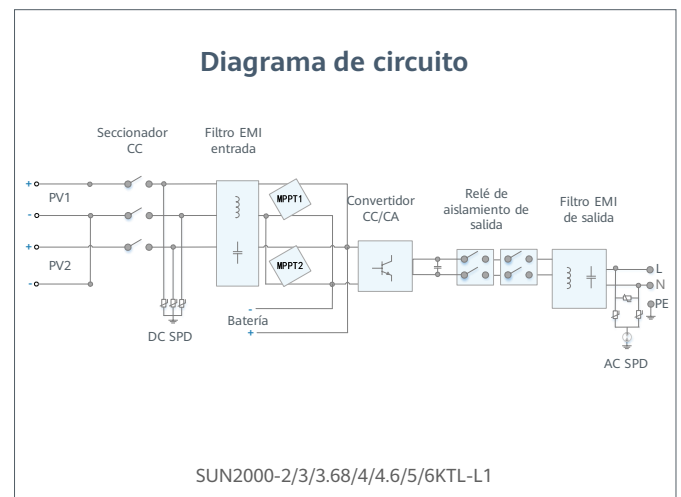 Diagrama de circuito
Seccionador
CC
Filtro EMI
entrada
+
PV1
-
+
PV2
-
MPPT1
MPPT2
Convertidor
CC/CA
Relé de
aislamiento de
salida
Filtro EMI
de salida
L
N
PE
-
Batería
+
DC SPD
AC SPD
SUN2000-2/3/3.68/4/4.6/5/6KTL-L1